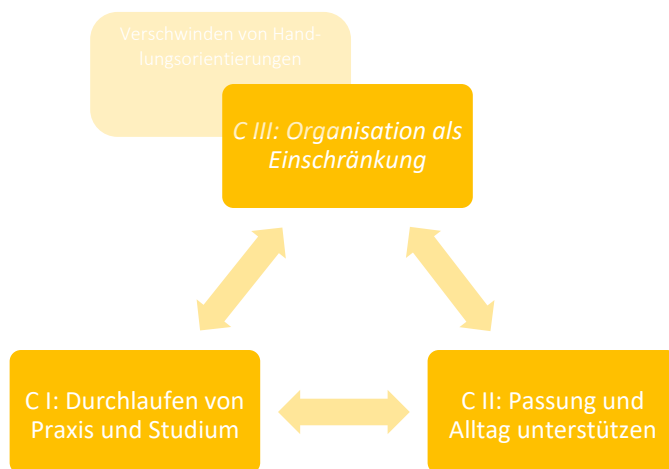 Verschwinden von Hand-
lungsorientierungen
C III: Organisation als
Einschränkung
C I: Durchlaufen von
Praxis und Studium
C II: Passung und
Alltag unterstützen